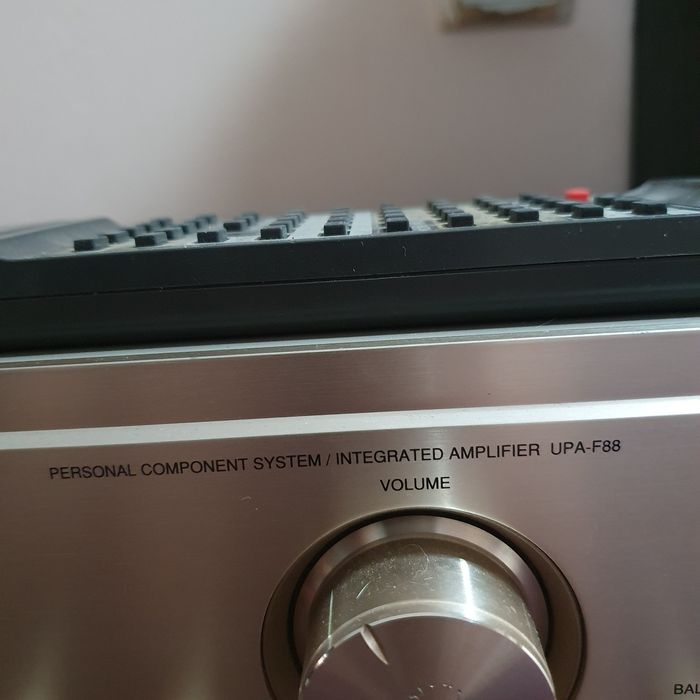 PERSONAL COMPONENT SYSTEM / INTEGRATED AMPLIFIER UPA-F88
VOLUME